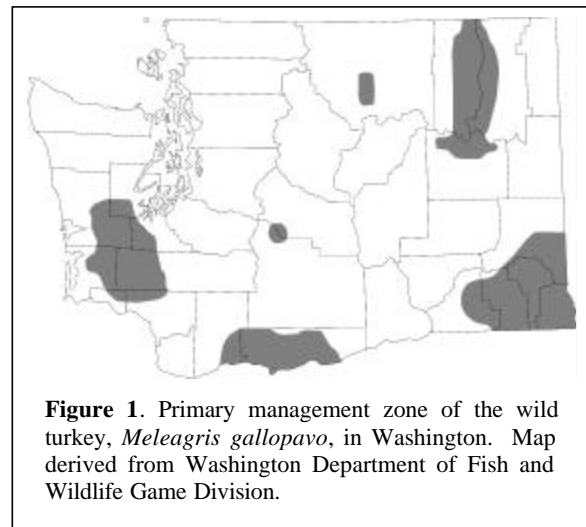 Figure 1. Primary management zone of the wild
turkey, Meleagris gallopavo, in Washington. Map
derived from Washington Department of Fish and
Wildlife Game Division.